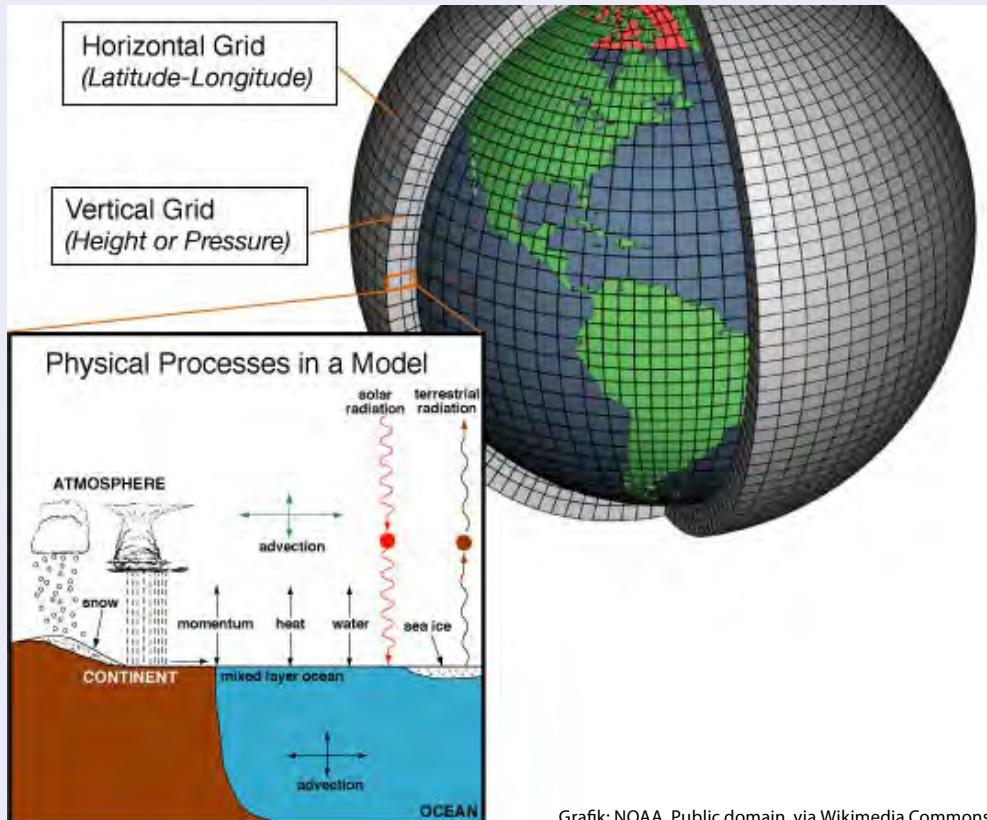 Horizontal Grid
(Latitude-Longitude)
Vertical Grid
(Height or Pressure)
Physical Processes in a Model
solar
radiation
terrestrial
radiation
ATMOSPHERE
advection
snow
momentum
heat
water
sea ice
CONTINENT
mixed layer ocean
advection
OCEAN
Grafik: NOAA, Public domain, via Wikimedia Commons